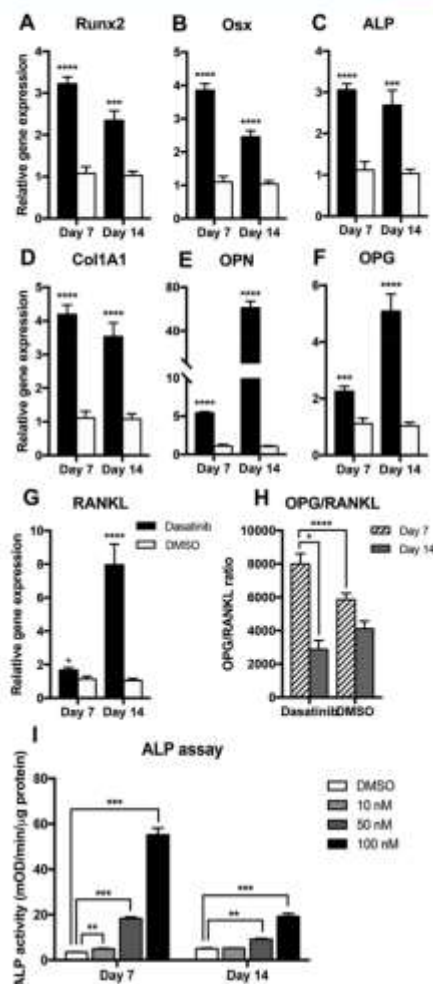 A Runx2
Relative gene expression
4
3
2
1
0
**** ***
Day 7 Day 14
B Osx
6
4
2
0
**** ****
Day 7 Day 14
C ALP
4
3
2
1
0
**** ***
Day 7 Day 14
D Col1A1
Relative gene expression
6
4
2
0
**** ****
Day 7 Day 14
E OPN
80
40
10
5
0
**** ****
Day 7 Day 14
F OPG
6
4
2
0
*** ****
Day 7 Day 14
G RANKL
Relative gene expression
10
8
6
4
2
0
* ****
Dasatinib
DMSO
Day 7 Day 14
H OPG/RANKL
OPG/RANKL ratio
10000
8000
6000
4000
2000
0
****
*
Day 7
Day 14
Dasatinib DMSO
I ALP assay
ALP activity (mOD/min/µg protein)
80
60
40
20
0
***
***
**
***
**
DMSO
10 nM
50 nM
100 nM
Day 7 Day 14